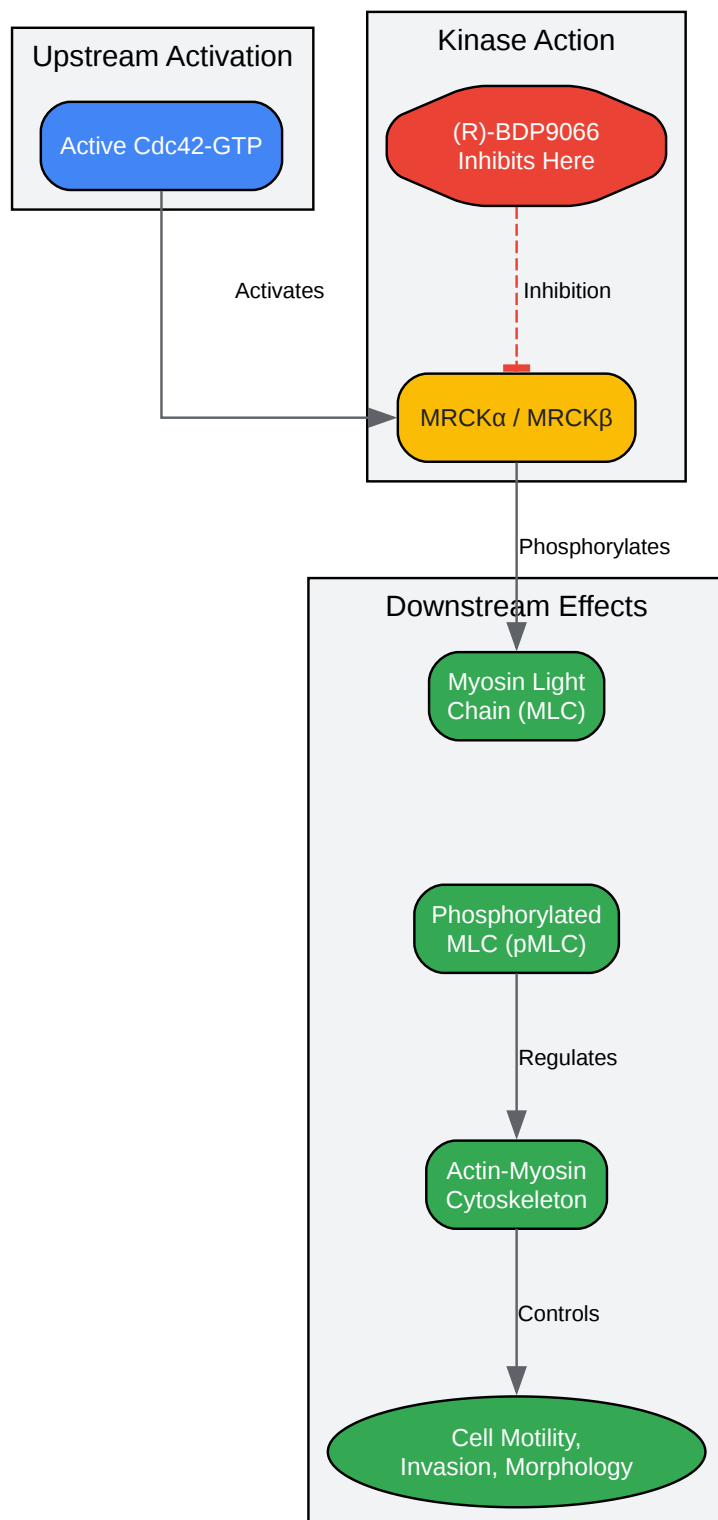 Upstream Activation
Active Cdc42-GTP
Kinase Action
(R)-BDP9066
Inhibits Here
Activates
Inhibition
MRCKα / MRCKβ
Phosphorylates
Downstream Effects
Myosin Light
Chain (MLC)
Phosphorylated
MLC (pMLC)
Regulates
Actin-Myosin
Cytoskeleton
Controls
Cell Motility,
Invasion, Morphology